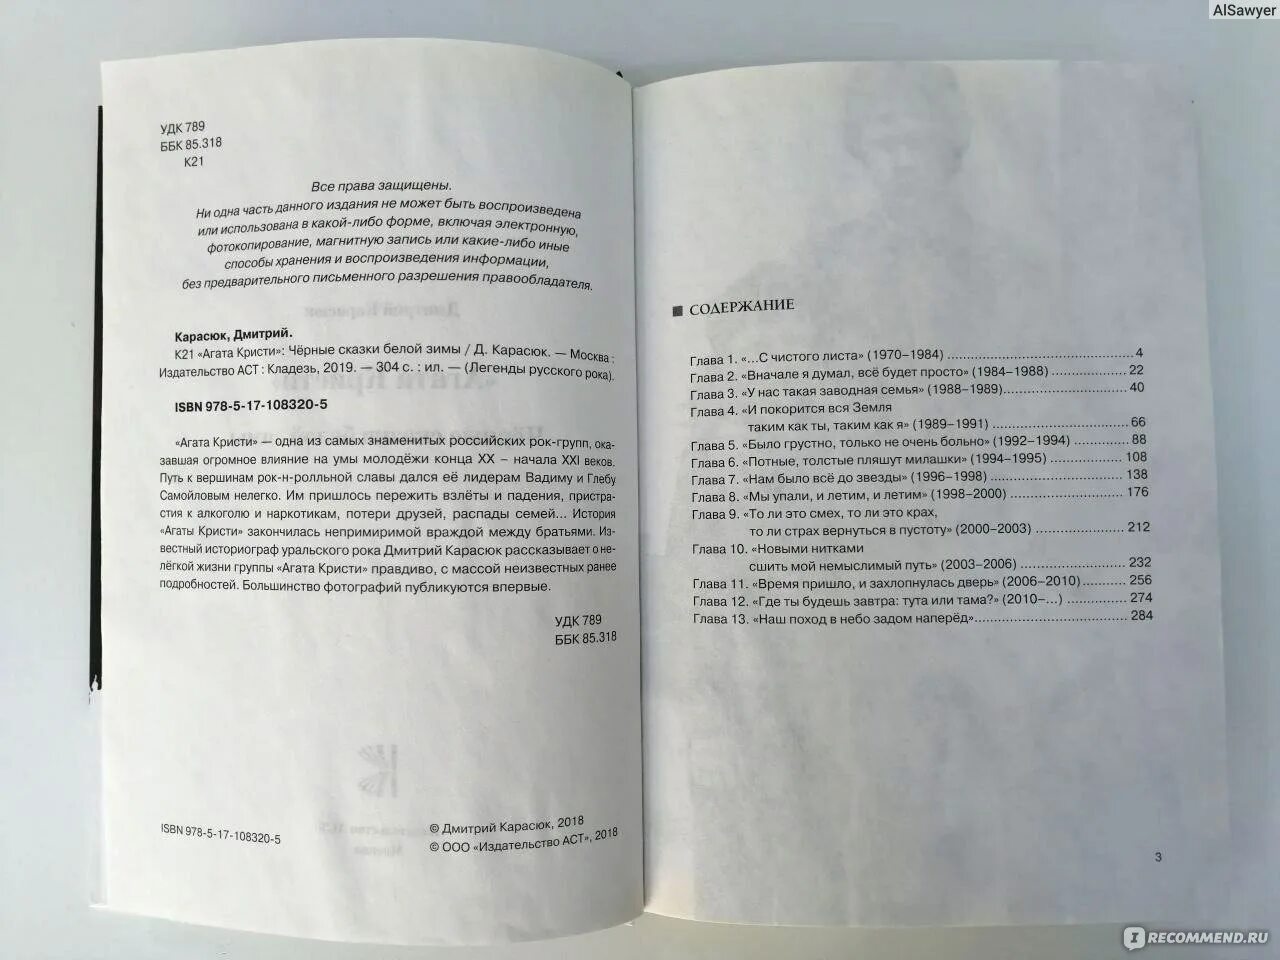 AlSawyer
УДК 789
ББК 85.318
К21
Все права защищены.
Ни одна часть данного издания не может быть воспроизведена
или использована в какой-либо форме, включая электронную,
фотокопирование, магнитную запись или какие-либо иные
способы хранения и воспроизведения информации,
без предварительного письменного разрешения правообладателя.
Карасюк, Дмитрий.
К21 «Агата Кристи»: Чёрные сказки белой зимы / Д. Карасюк. — Москва :
Издательство АСТ : Кладезь, 2019. — 304 с. : ил. — (Легенды русского рока).
ISBN 978-5-17-108320-5
«Агата Кристи» — одна из самых знаменитых российских рок-групп, ока-
завшая огромное влияние на умы молодёжи конца XX – начала XXI веков.
Путь к вершинам рок-н-ролльной славы дался её лидерам Вадиму и Глебу
Самойловым нелегко. Им пришлось пережить взлёты и падения, пристра-
стия к алкоголю и наркотикам, потери друзей, распады семей... История
«Агаты Кристи» закончилась непримиримой враждой между братьями. Из-
вестный историограф уральского рока Дмитрий Карасюк рассказывает о не-
лёгкой жизни группы «Агата Кристи» правдиво, с массой неизвестных ранее
подробностей. Большинство фотографий публикуются впервые.
УДК 789
ББК 85.318
ISBN 978-5-17-108320-5
© Дмитрий Карасюк, 2018
© ООО «Издательство АСТ», 2018
СОДЕРЖАНИЕ
Глава 1. «...С чистого листа» (1970–1984) ........ 4
Глава 2. «Вначале я думал, всё будет просто» (1984–1988) ........ 22
Глава 3. «У нас такая заводная семья» (1988–1989) ........ 40
Глава 4. «И покорится вся Земля
таким как ты, таким как я» (1989–1991) ........ 66
Глава 5. «Было грустно, только не очень больно» (1992–1994) ........ 88
Глава 6. «Потные, толстые пляшут милашки» (1994–1995) ........ 108
Глава 7. «Нам было всё до звезды» (1996–1998) ........ 138
Глава 8. «Мы упали, и летим, и летим» (1998–2000) ........ 176
Глава 9. «То ли это смех, то ли это крах,
то ли страх вернуться в пустоту» (2000–2003) ........ 212
Глава 10. «Новыми нитками
сшить мой немыслимый путь» (2003–2006) ........ 232
Глава 11. «Время пришло, и захлопнулась дверь» (2006–2010) ........ 256
Глава 12. «Где ты будешь завтра: тута или тама?» (2010–...) ........ 274
Глава 13. «Наш поход в небо задом наперёд» ........ 284
3
IRECOMMEND.RU